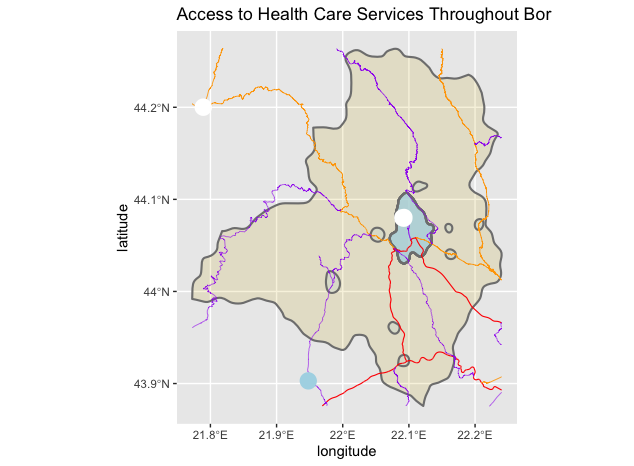 Access to Health Care Services Throughout Bor
44.2°N
44.1°N
44°N
43.9°N
latitude
21.8°E
21.9°E
22°E
22.1°E
22.2°E
longitude